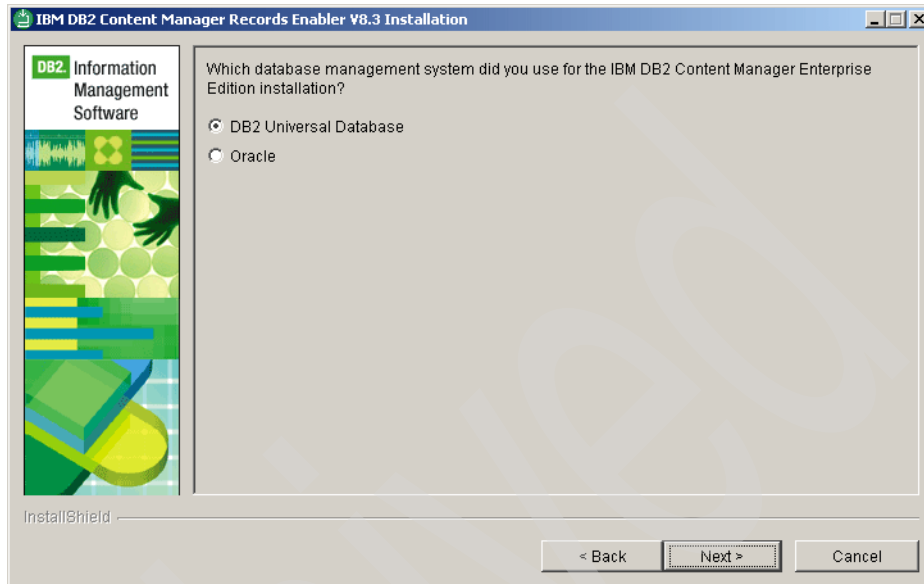 IBM DB2 Content Manager Records Enabler V8.3 Installation
DB2. Information
Management
Software
Which database management system did you use for the IBM DB2 Content Manager Enterprise
Edition installation?
DB2 Universal Database
Oracle
InstallShield
< Back
Next >
Cancel